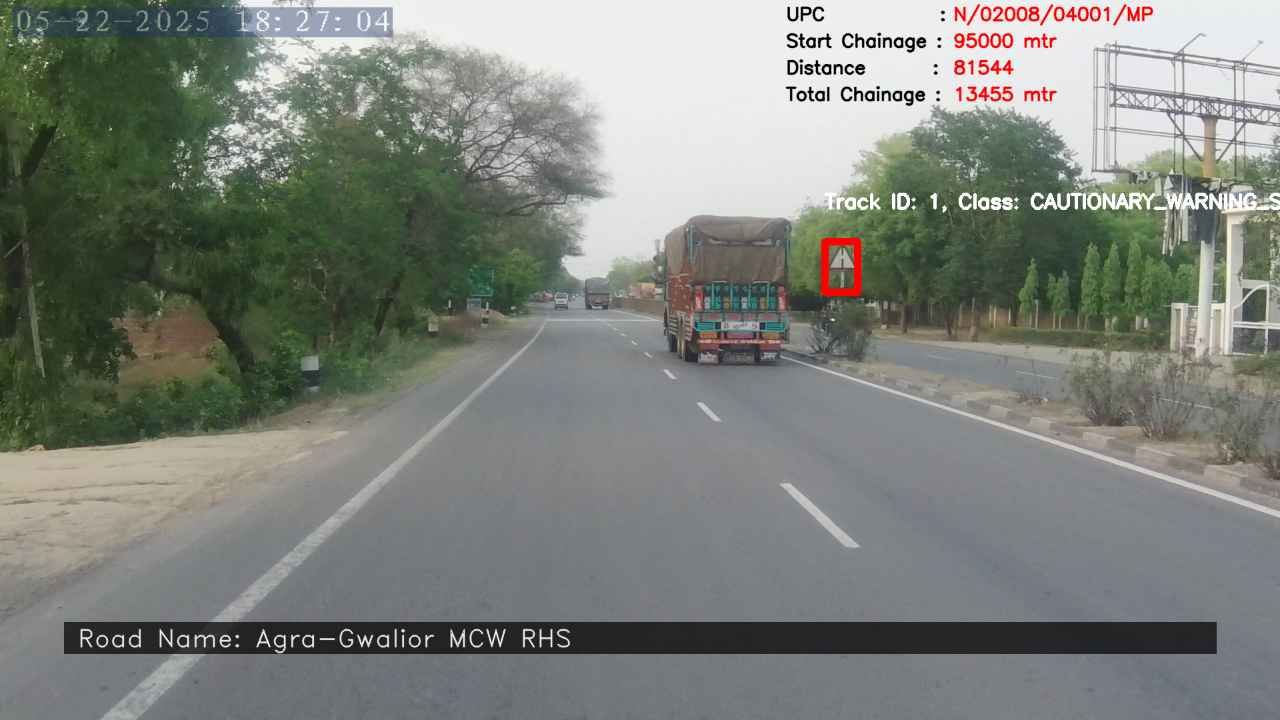 05-22-2025 18:27:04
UPC : N/02008/04001/MP
Start Chainage : 95000 mtr
Distance : 81544
Total Chainage : 13455 mtr
Track ID: 1, Class: CAUTIONARY_WARNING_S
Road Name: Agra-Gwalior MCW RHS